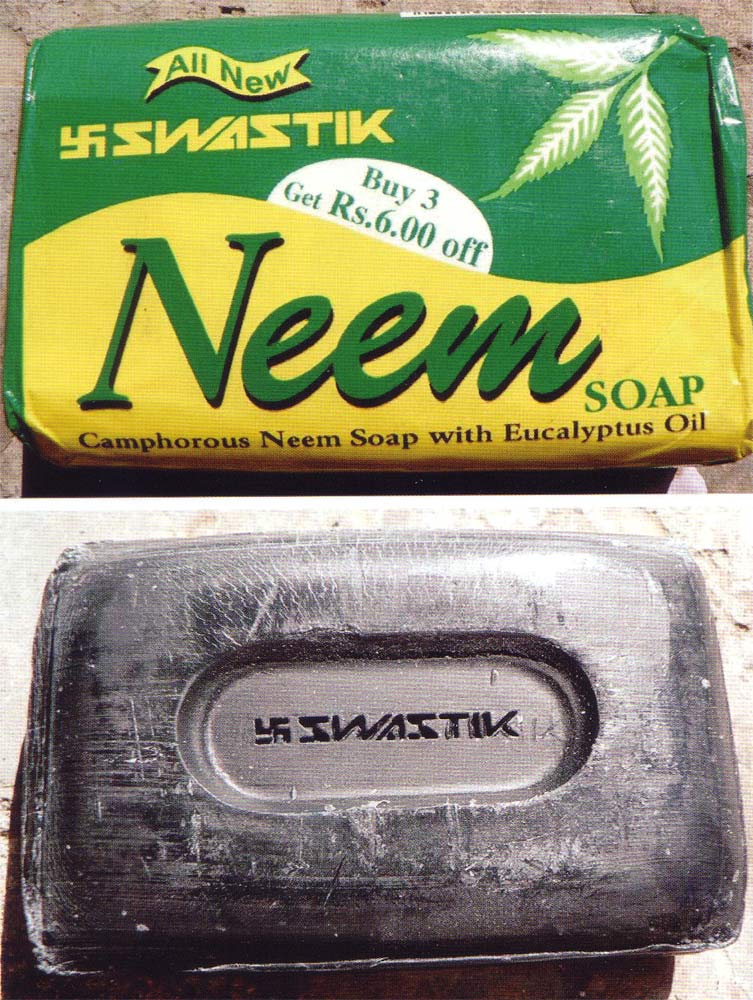 All New
卐 SWASTIK
Buy 3
Get Rs.6.00 off
Neem
SOAP
Camphorous Neem Soap with Eucalyptus Oil
卐 SWASTIK